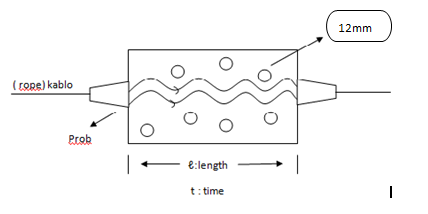 12mm
( rope) kablo
Prob
ℓ:length
t : time